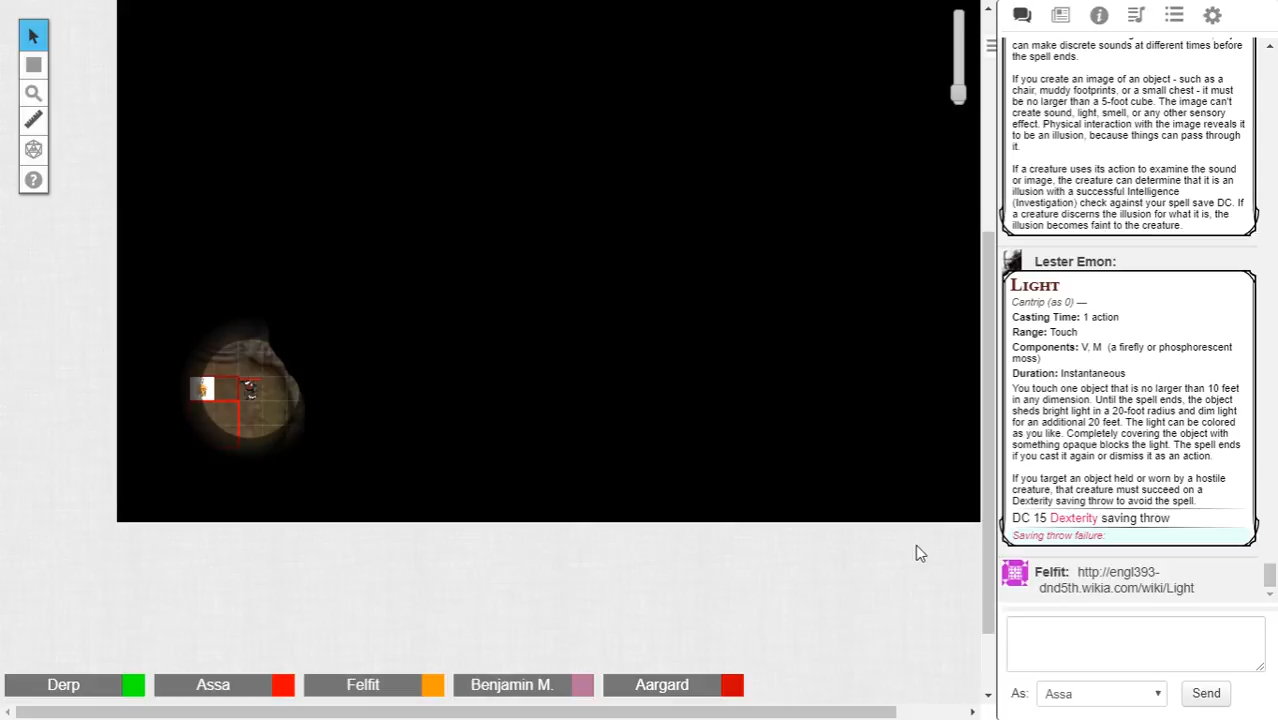 can make discrete sounds at different times before
the spell ends.
If you create an image of an object - such as a
chair, muddy footprints, or a small chest - it must
be no larger than a 5-foot cube. The image can't
create sound, light, smell, or any other sensory
effect. Physical interaction with the image reveals it
to be an illusion, because things can pass through
it.
If a creature uses its action to examine the sound
or image, the creature can determine that it is an
illusion with a successful Intelligence
(Investigation) check against your spell save DC. If
a creature discerns the illusion for what it is, the
illusion becomes faint to the creature.
Lester Emon:
LIGHT
Cantrip (as 0) —
Casting Time: 1 action
Range: Touch
Components: V, M (a firefly or phosphorescent
moss)
Duration: Instantaneous
You touch one object that is no larger than 10 feet
in any dimension. Until the spell ends, the object
sheds bright light in a 20-foot radius and dim light
for an additional 20 feet. The light can be colored
as you like. Completely covering the object with
something opaque blocks the light. The spell ends
if you cast it again or dismiss it as an action.
If you target an object held or worn by a hostile
creature, that creature must succeed on a
Dexterity saving throw to avoid the spell.
DC 15 Dexterity saving throw
Saving throw failure:
Felfit: http://engl393-
dnd5th.wikia.com/wiki/Light
Derp Assa Felfit Benjamin M. Aargard
As: Assa Send